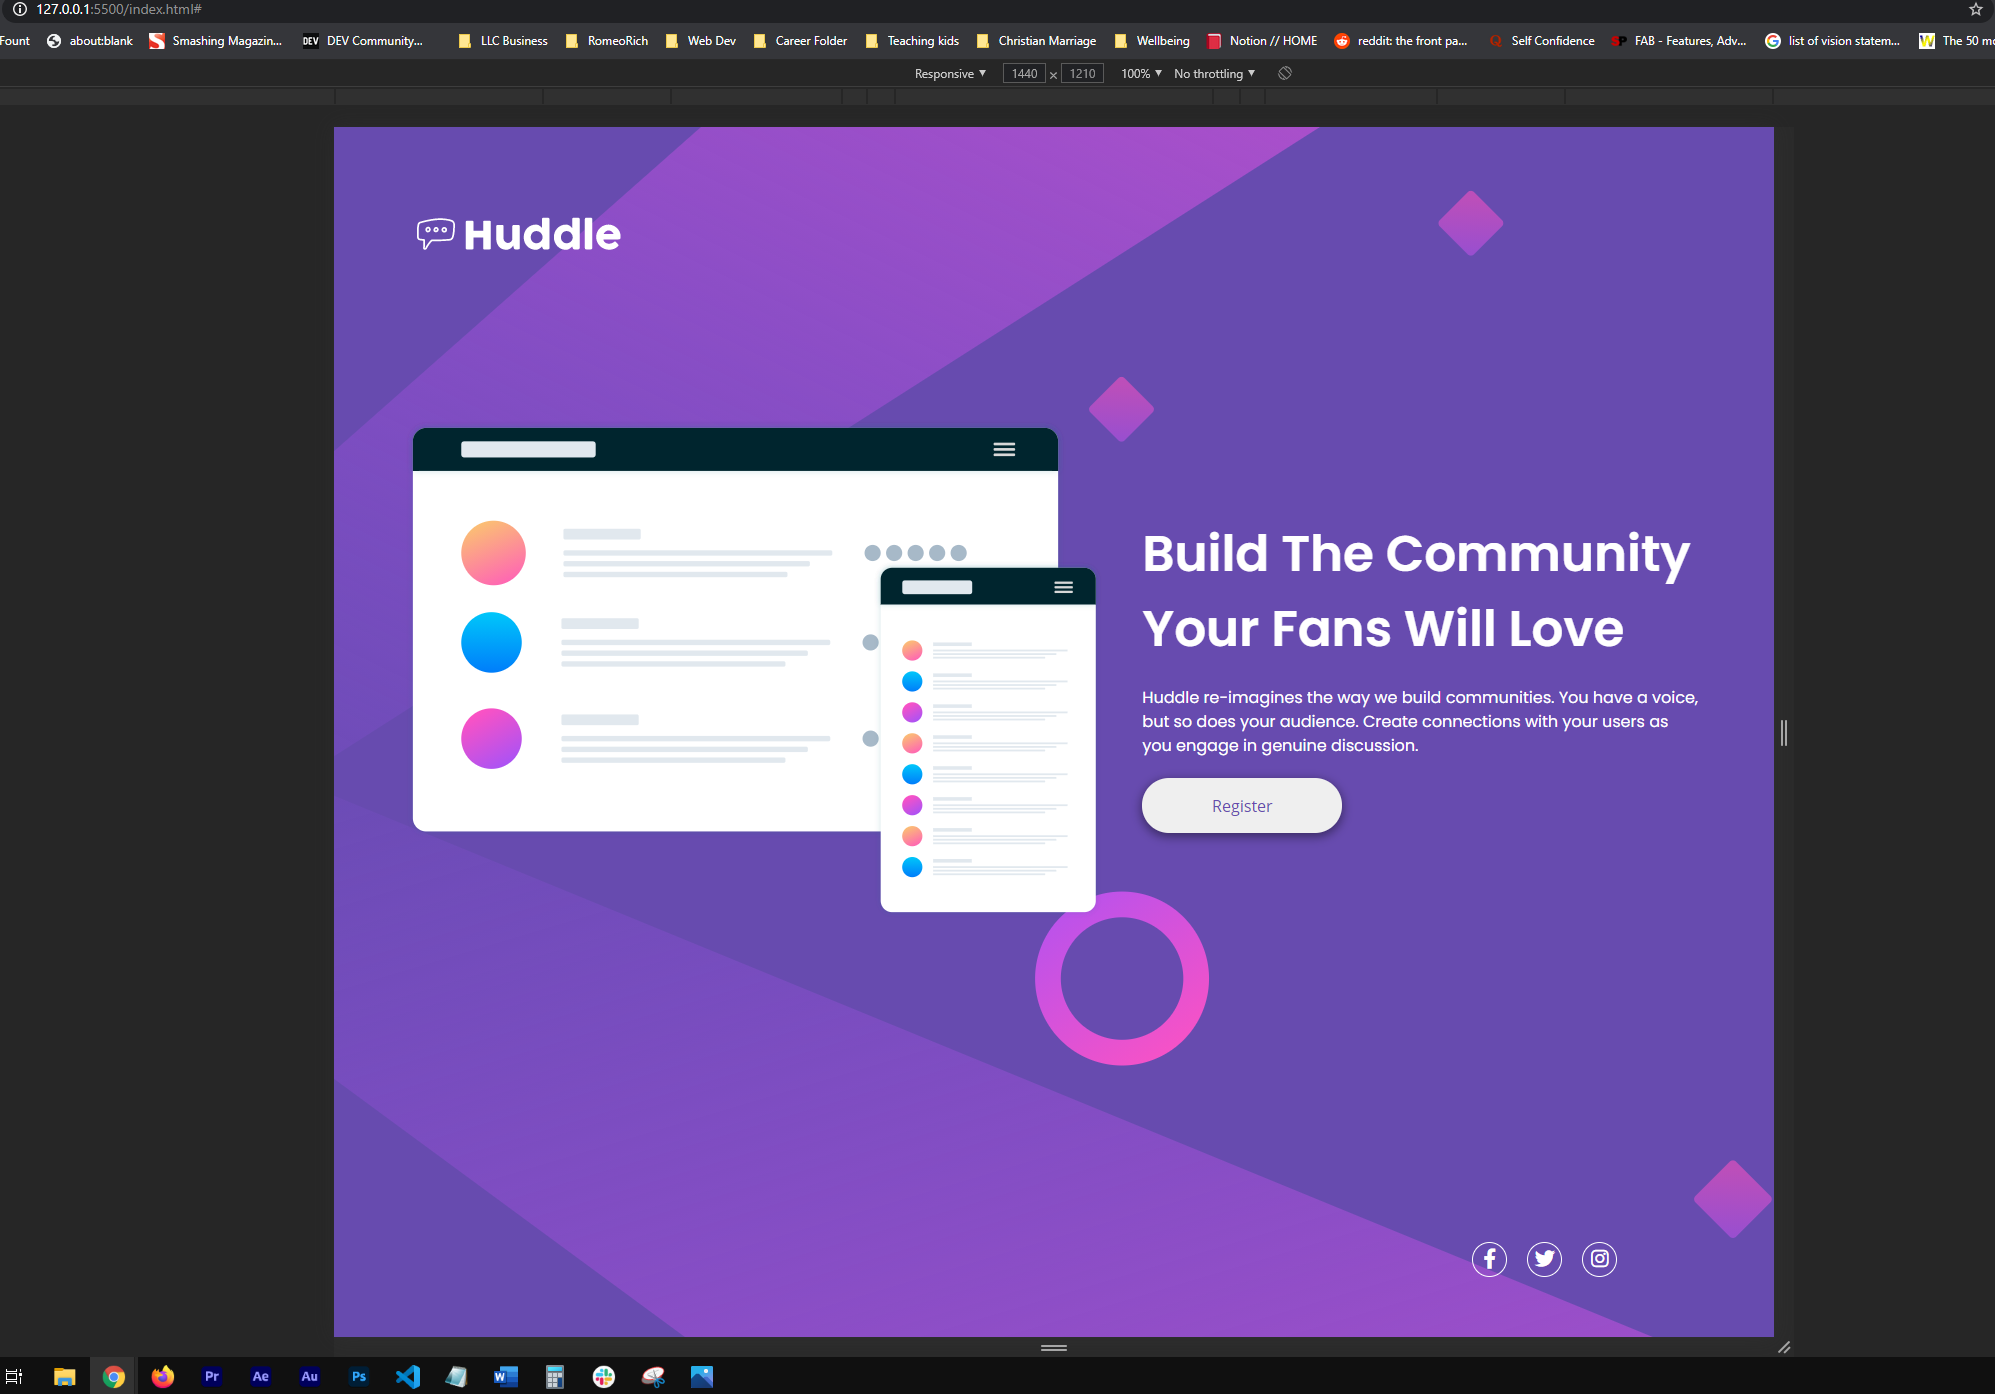 127.0.0.1:5500/index.html#
Fount about:blank Smashing Magazin... DEV DEV Community... LLC Business RomeoRich Web Dev Career Folder Teaching kids Christian Marriage Wellbeing Notion // HOME reddit: the front pa... Q Self Confidence SP FAB - Features, Adv... G list of vision statem... W The 50 mo
Responsive ▼ 1440 × 1210 100% ▼ No throttling ▼
Huddle
Build The Community
Your Fans Will Love
Huddle re-imagines the way we build communities. You have a voice,
but so does your audience. Create connections with your users as
you engage in genuine discussion.
Register
Pr Ae Au Ps W